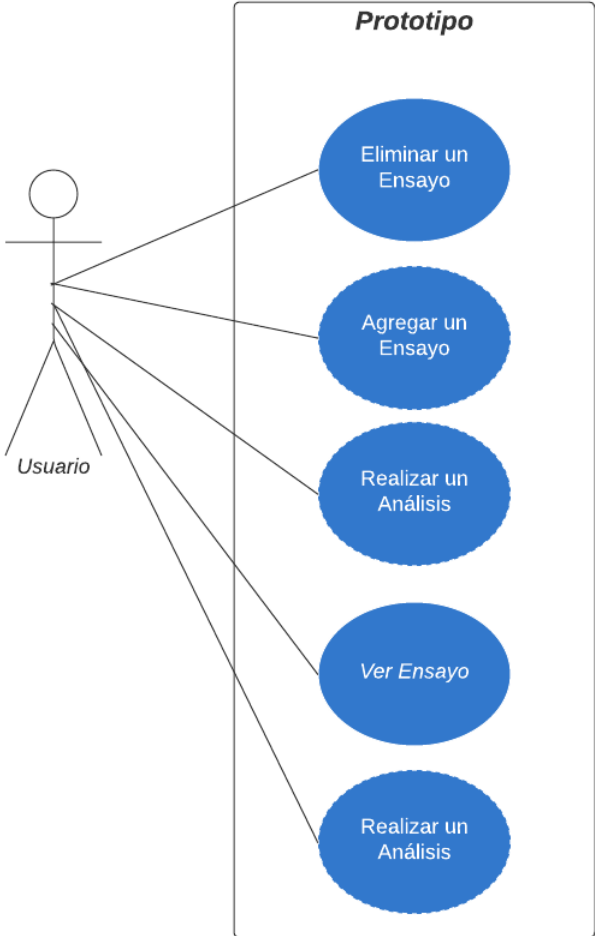 Prototipo
Eliminar un
Ensayo
Agregar un
Ensayo
Realizar un
Análisis
Usuario
Ver Ensayo
Realizar un
Análisis